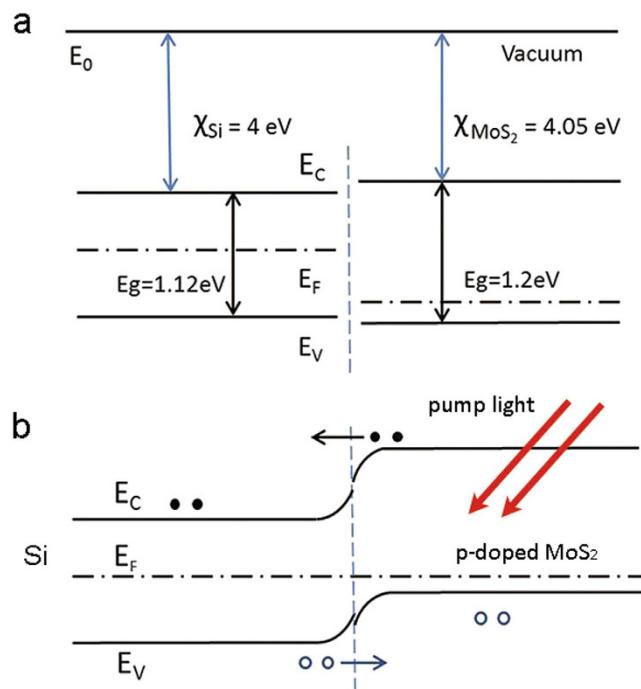 a
E₀
Vacuum
χSi = 4 eV
χMoS₂ = 4.05 eV
EC
Eg=1.12eV
EF
Eg=1.2eV
EV
b
pump light
EC
Si
EF
p-doped MoS₂
EV